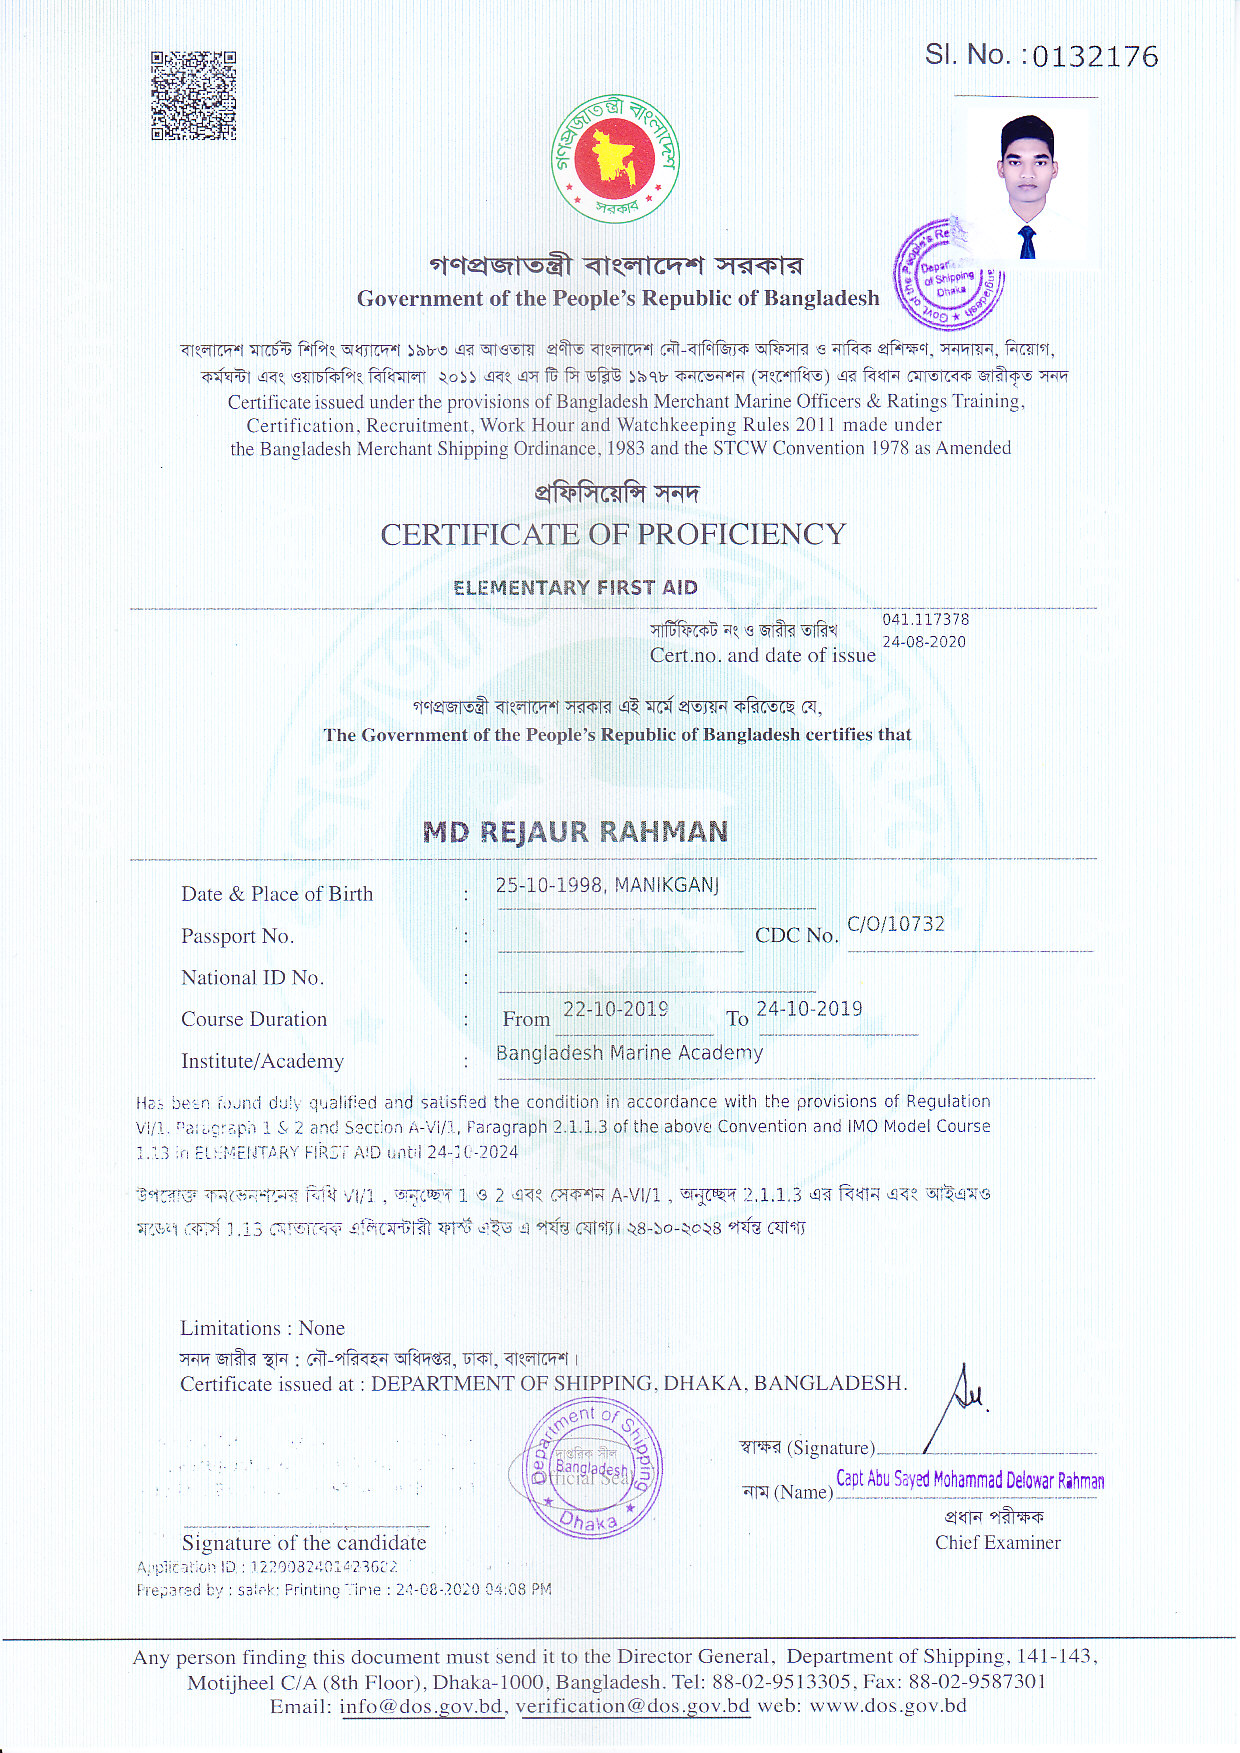 Sl. No. : 0132176
গণপ্রজাতন্ত্রী বাংলাদেশ
সরকার
Department of Shipping
Dhaka
গণপ্রজাতন্ত্রী বাংলাদেশ সরকার
Government of the People's Republic of Bangladesh
বাংলাদেশ মার্চেন্ট শিপিং অধ্যাদেশ ১৯৮৩ এর আওতায় প্রণীত বাংলাদেশ নৌ-বাণিজ্যিক অফিসার ও নাবিক প্রশিক্ষণ, সনদায়ন, নিয়োগ,
কর্মঘন্টা এবং ওয়াচকিপিং বিধিমালা ২০১১ এবং এস টি সি ডব্লিউ ১৯৭৮ কনভেনশন (সংশোধিত) এর বিধান মোতাবেক জারীকৃত সনদ
Certificate issued under the provisions of Bangladesh Merchant Marine Officers & Ratings Training,
Certification, Recruitment, Work Hour and Watchkeeping Rules 2011 made under
the Bangladesh Merchant Shipping Ordinance, 1983 and the STCW Convention 1978 as Amended
প্রফিসিয়েন্সি সনদ
CERTIFICATE OF PROFICIENCY
ELEMENTARY FIRST AID
সার্টিফিকেট নং ও জারীর তারিখ 041.117378
Cert.no. and date of issue 24-08-2020
গণপ্রজাতন্ত্রী বাংলাদেশ সরকার এই মর্মে প্রত্যয়ন করিতেছে যে,
The Government of the People's Republic of Bangladesh certifies that
MD REJAUR RAHMAN
Date & Place of Birth : 25-10-1998, MANIKGANJ
Passport No. : CDC No. C/O/10732
National ID No. :
Course Duration : From 22-10-2019 To 24-10-2019
Institute/Academy : Bangladesh Marine Academy
Has been found duly qualified and satisfied the condition in accordance with the provisions of Regulation
VI/1, Paragraph 1 & 2 and Section A-VI/1, Paragraph 2.1.1.3 of the above Convention and IMO Model Course
1.13 in ELEMENTARY FIRST AID until 24-10-2024
উপরোক্ত কনভেনশনের বিধি VI/1 , অনুচ্ছেদ 1 ও 2 এবং সেকশন A-VI/1 , অনুচ্ছেদ 2.1.1.3 এর বিধান এবং আইএমও
মডেল কোর্স 1.13 মোতাবেক এলিমেন্টারী ফার্স্ট এইড এ পর্যন্ত যোগ্য। ২৪-১০-২০২৪ পর্যন্ত যোগ্য
Limitations : None
সনদ জারীর স্থান : নৌ-পরিবহন অধিদপ্তর, ঢাকা, বাংলাদেশ।
Certificate issued at : DEPARTMENT OF SHIPPING, DHAKA, BANGLADESH.
Department of Shipping
দাপ্তরিক সীল
Bangladesh
Official Seal
Dhaka
স্বাক্ষর (Signature)
নাম (Name) Capt Abu Sayed Mohammad Delowar Rahman
প্রধান পরীক্ষক
Chief Examiner
Signature of the candidate
Application ID :
Prepared by : Printing Time : 24-08-2020 04:08 PM
Any person finding this document must send it to the Director General, Department of Shipping, 141-143,
Motijheel C/A (8th Floor), Dhaka-1000, Bangladesh. Tel: 88-02-9513305, Fax: 88-02-9587301
Email: info@dos.gov.bd, verification@dos.gov.bd web: www.dos.gov.bd